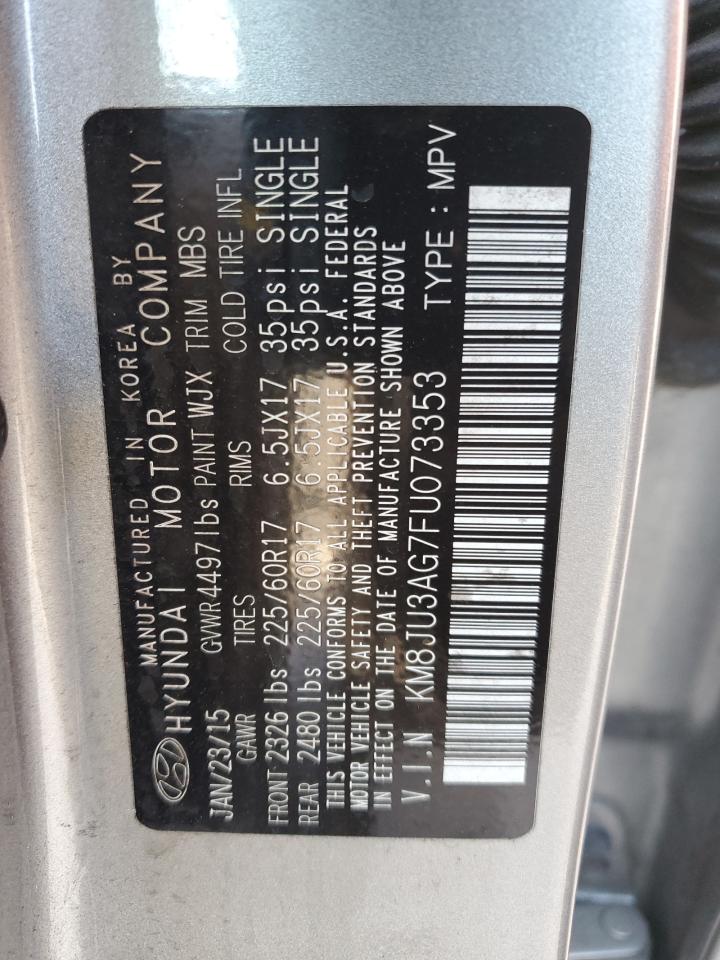 MANUFACTURED IN KOREA BY
HYUNDAI MOTOR COMPANY
JAN/23/15 GVWR4497lbs PAINT WJX TRIM MBS
GAWR TIRES RIMS COLD TIRE INFL
FRONT 2326 lbs 225/60R17 6.5JX17 35psi SINGLE
REAR 2480 lbs 225/60R17 6.5JX17 35psi SINGLE
THIS VEHICLE CONFORMS TO ALL APPLICABLE U.S.A. FEDERAL
MOTOR VEHICLE SAFETY AND THEFT PREVENTION STANDARDS
IN EFFECT ON THE DATE OF MANUFACTURE SHOWN ABOVE
V.I.N KM8JU3AG7FU073353 TYPE : MPV